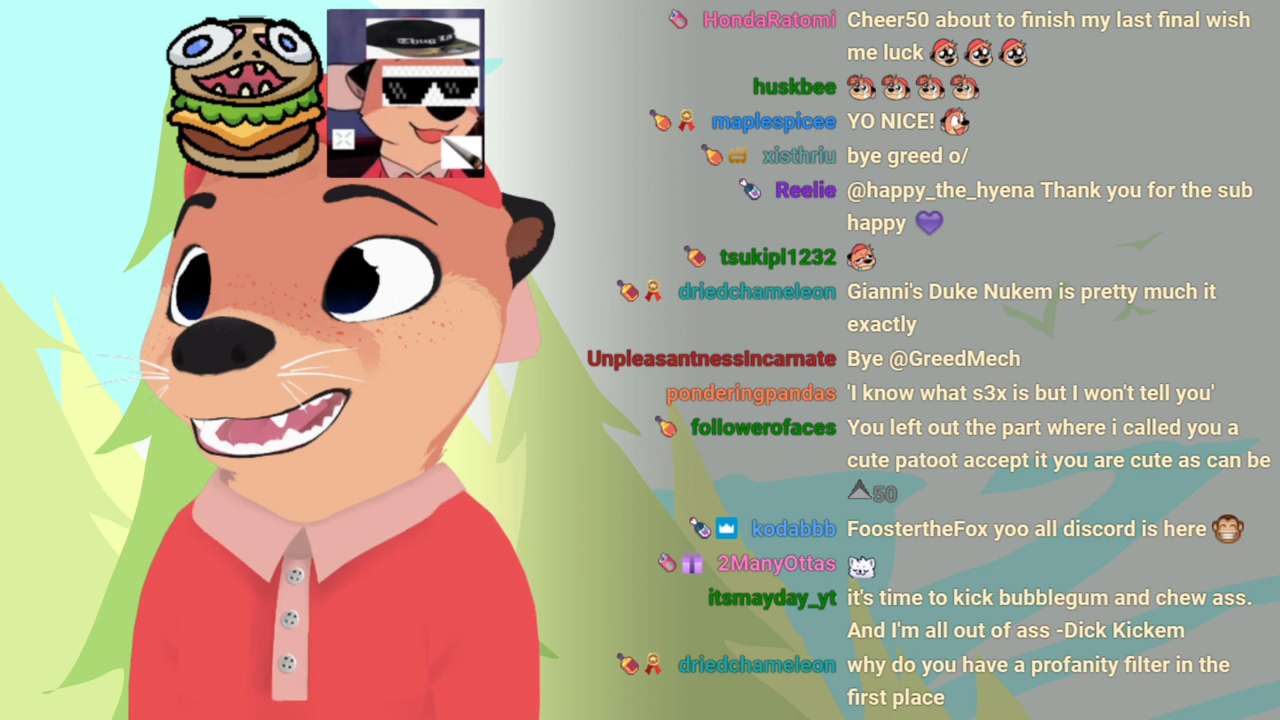 Thug Life
HondaRatomi Cheer50 about to finish my last final wish
me luck
huskbee
maplespicee YO NICE!
xisthriu bye greed o/
Reelie @happy_the_hyena Thank you for the sub
happy
tsukipl1232
driedchameleon Gianni's Duke Nukem is pretty much it
exactly
UnpleasantnessIncarnate Bye @GreedMech
ponderingpandas 'I know what s3x is but I won't tell you'
followerofaces You left out the part where i called you a
cute patoot accept it you are cute as can be
50
kodabbb FoostertheFox yoo all discord is here
2ManyOttas
itsmayday_yt it's time to kick bubblegum and chew ass.
And I'm all out of ass -Dick Kickem
driedchameleon why do you have a profanity filter in the
first place